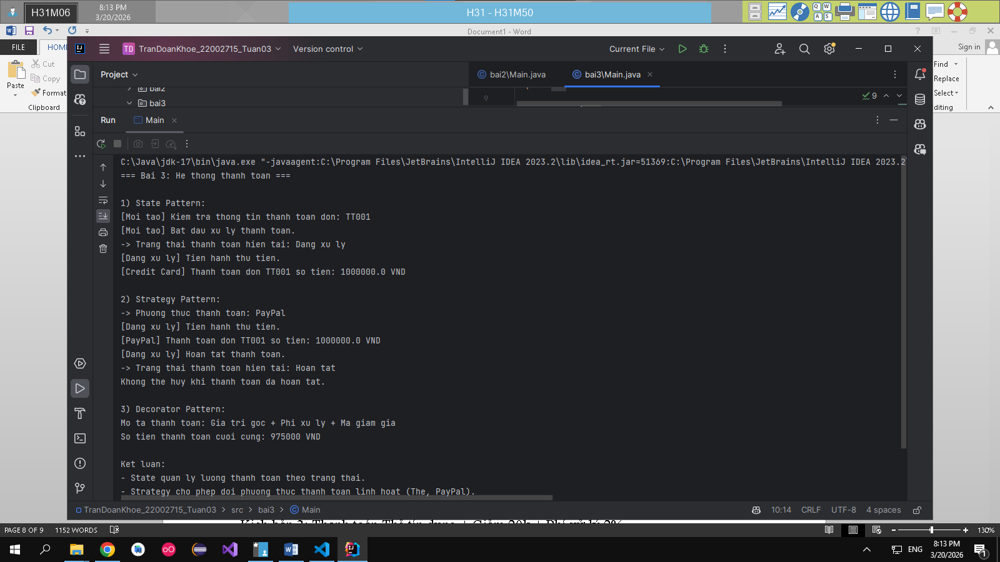 H31M06
8:13 PM
3/20/2026
H31 - H31M50
Document1 - Word
FILE
HOME
Sign in
Paste
Cut
Copy
Format
Clipboard
Find
Replace
Select
diting
TD TranDoanKhoe_22002715_Tuan03
Version control
Current File
Project
bai2
bai3
bai2\Main.java
bai3\Main.java
9
9
Run
Main
C:\Java\jdk-17\bin\java.exe "-javaagent:C:\Program Files\JetBrains\IntelliJ IDEA 2023.2\lib\idea_rt.jar=51369:C:\Program Files\JetBrains\IntelliJ IDEA 2023.2\
=== Bai 3: He thong thanh toan ===
1) State Pattern:
[Moi tao] Kiem tra thong tin thanh toan don: TT001
[Moi tao] Bat dau xu ly thanh toan.
-> Trang thai thanh toan hien tai: Dang xu ly
[Dang xu ly] Tien hanh thu tien.
[Credit Card] Thanh toan don TT001 so tien: 1000000.0 VND
2) Strategy Pattern:
-> Phuong thuc thanh toan: PayPal
[Dang xu ly] Tien hanh thu tien.
[PayPal] Thanh toan don TT001 so tien: 1000000.0 VND
[Dang xu ly] Hoan tat thanh toan.
-> Trang thai thanh toan hien tai: Hoan tat
Khong the huy khi thanh toan da hoan tat.
3) Decorator Pattern:
Mo ta thanh toan: Gia tri goc + Phi xu ly + Ma giam gia
So tien thanh toan cuoi cung: 975000 VND
Ket luan:
- State quan ly luong thanh toan theo trang thai.
- Strategy cho phep doi phuong thuc thanh toan linh hoat (The, PayPal).
TranDoanKhoe_22002715_Tuan03 > src > bai3 > Main
10:14
CRLF
UTF-8
4 spaces
PAGE 8 OF 9
1152 WORDS
130%
ENG
8:13 PM
3/20/2026
1